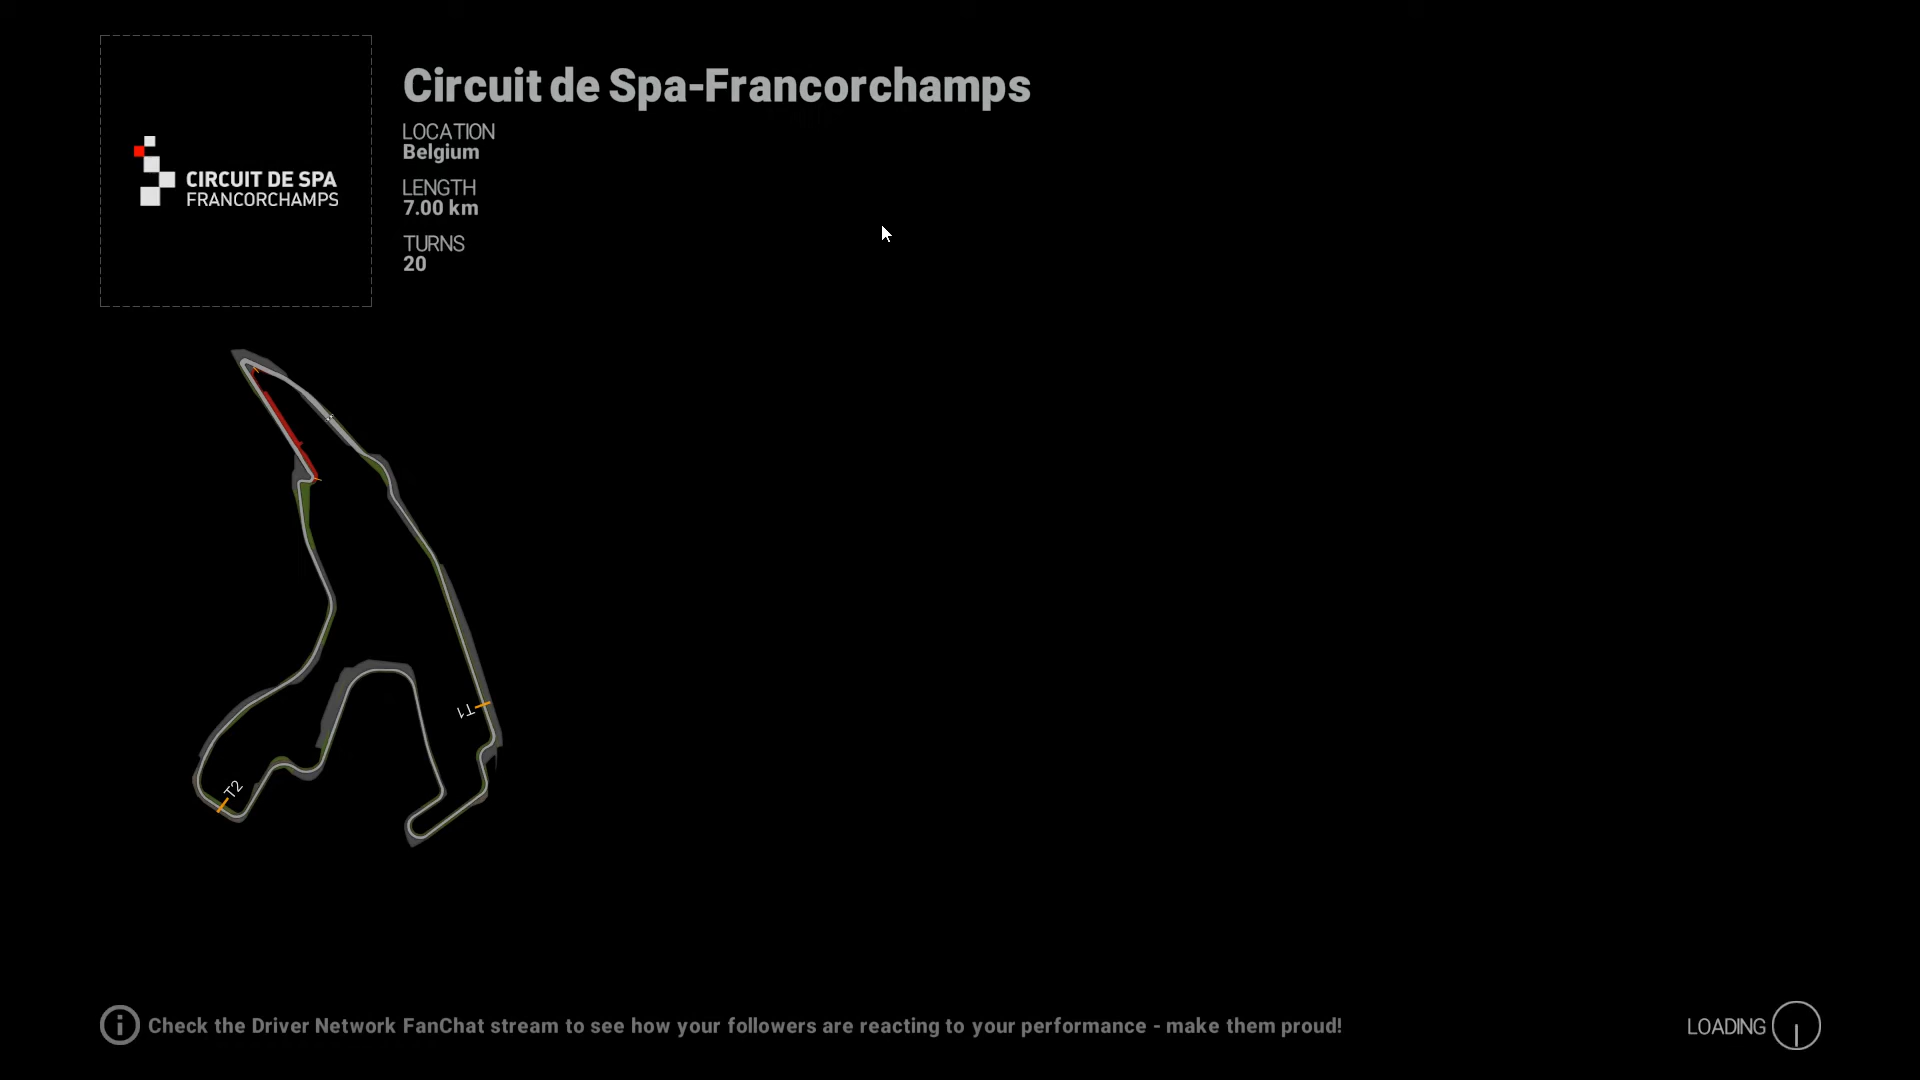 Circuit de Spa-Francorchamps
CIRCUIT DE SPA
FRANCORCHAMPS
LOCATION
Belgium
LENGTH
7.00 km
TURNS
20
T1
T2
Check the Driver Network FanChat stream to see how your followers are reacting to your performance - make them proud!
LOADING